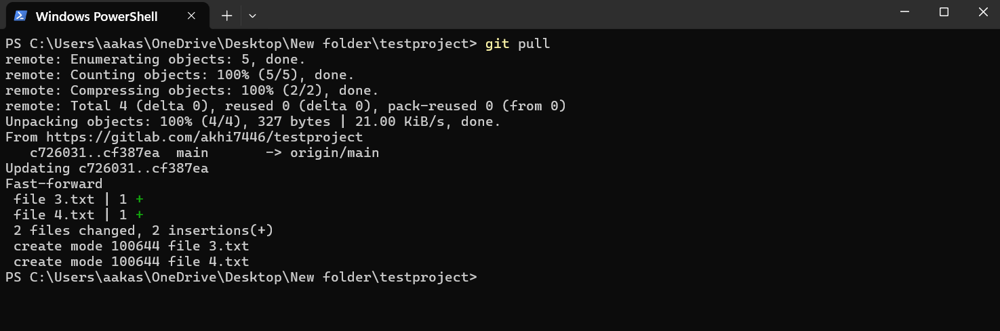 Windows PowerShell
PS C:\Users\aakas\OneDrive\Desktop\New folder\testproject> git pull
remote: Enumerating objects: 5, done.
remote: Counting objects: 100% (5/5), done.
remote: Compressing objects: 100% (2/2), done.
remote: Total 4 (delta 0), reused 0 (delta 0), pack-reused 0 (from 0)
Unpacking objects: 100% (4/4), 327 bytes | 21.00 KiB/s, done.
From https://gitlab.com/akhi7446/testproject
   c726031..cf387ea  main       -> origin/main
Updating c726031..cf387ea
Fast-forward
 file 3.txt | 1 +
 file 4.txt | 1 +
 2 files changed, 2 insertions(+)
 create mode 100644 file 3.txt
 create mode 100644 file 4.txt
PS C:\Users\aakas\OneDrive\Desktop\New folder\testproject>